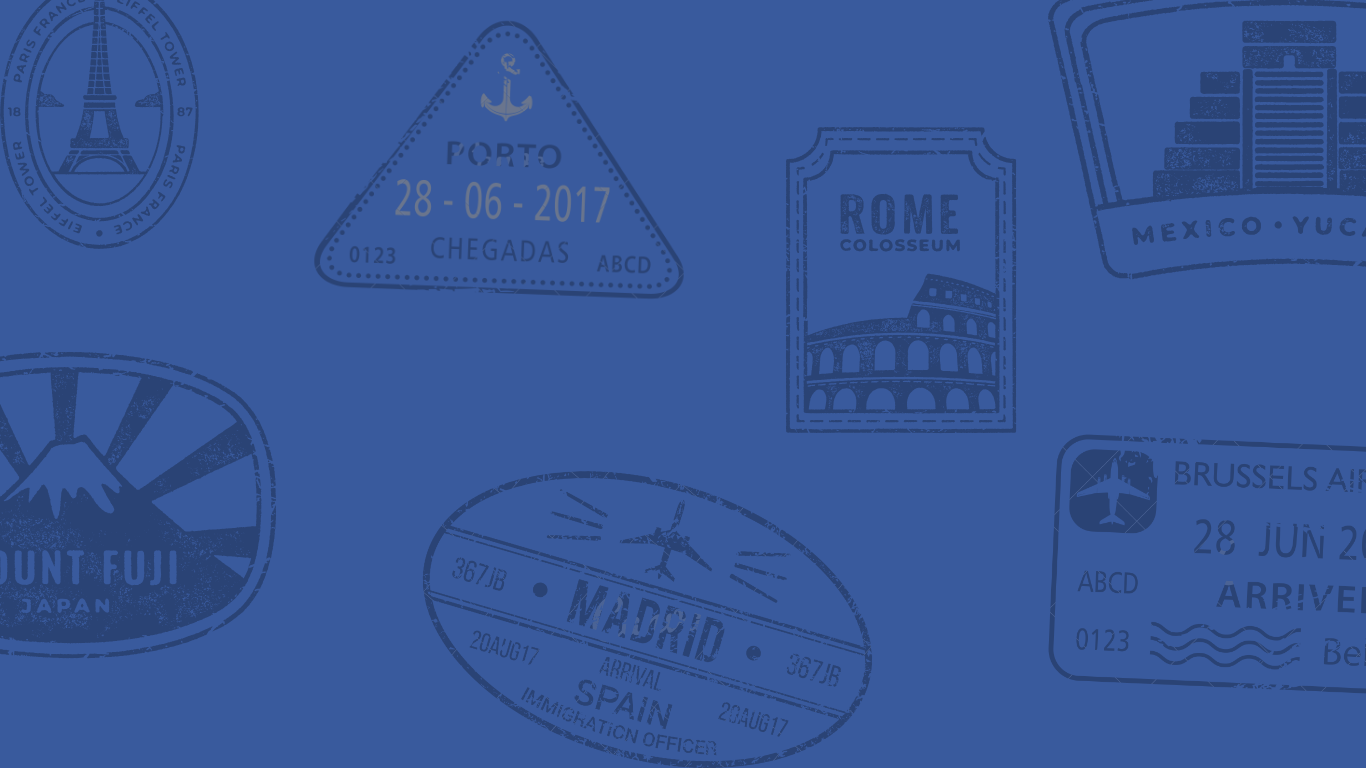 PARIS FRANCE
EIFFEL TOWER
18
87
EIFFEL TOWER • PARIS FRANCE
PORTO
28 - 06 - 2017
0123
CHEGADAS
ABCD
ROME
COLOSSEUM
MEXICO • YUCA
OUNT FUJI
JAPAN
367JB • MADRID • 367JB
20AUG17
ARRIVAL
20AUG17
SPAIN
IMMIGRATION OFFICER
BRUSSELS AIR
28 JUN 20
ABCD
ARRIVE
0123
Be